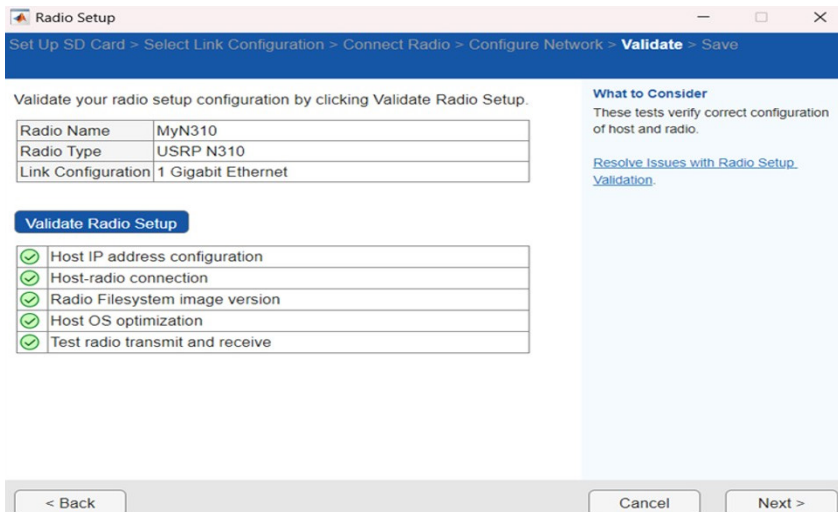 Radio Setup
Set Up SD Card > Select Link Configuration > Connect Radio > Configure Network > Validate > Save
Validate your radio setup configuration by clicking Validate Radio Setup.
Radio Name MyN310
Radio Type USRP N310
Link Configuration 1 Gigabit Ethernet
Validate Radio Setup
Host IP address configuration
Host-radio connection
Radio Filesystem image version
Host OS optimization
Test radio transmit and receive
What to Consider
These tests verify correct configuration
of host and radio.
Resolve Issues with Radio Setup
Validation.
< Back
Cancel
Next >